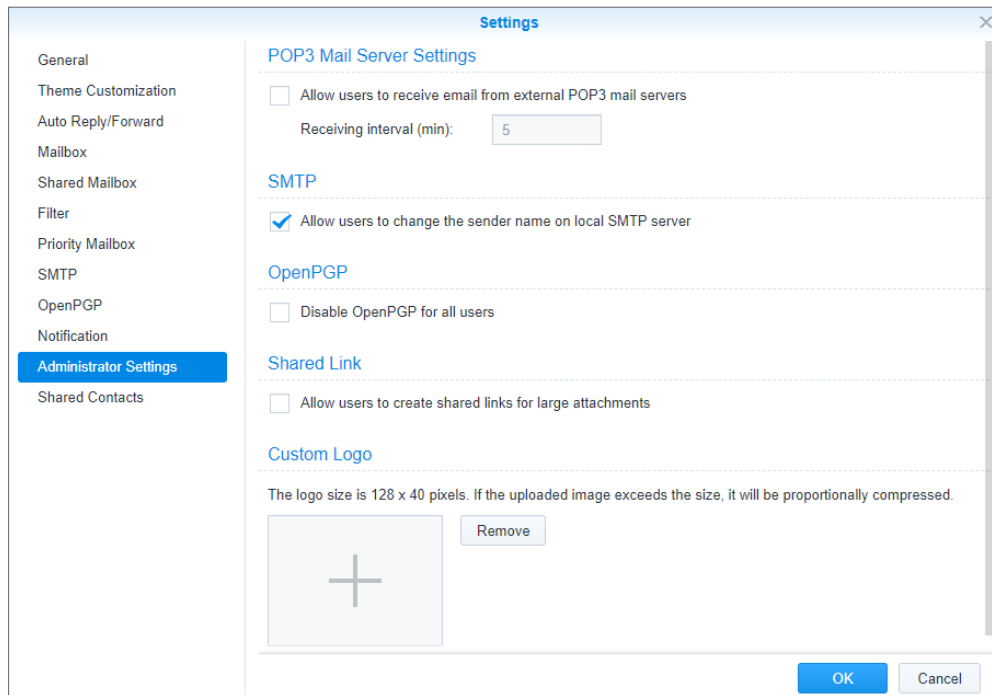 Settings
General
Theme Customization
Auto Reply/Forward
Mailbox
Shared Mailbox
Filter
Priority Mailbox
SMTP
OpenPGP
Notification
Administrator Settings
Shared Contacts
POP3 Mail Server Settings
Allow users to receive email from external POP3 mail servers
Receiving interval (min): 5
SMTP
Allow users to change the sender name on local SMTP server
OpenPGP
Disable OpenPGP for all users
Shared Link
Allow users to create shared links for large attachments
Custom Logo
The logo size is 128 x 40 pixels. If the uploaded image exceeds the size, it will be proportionally compressed.
Remove
OK Cancel